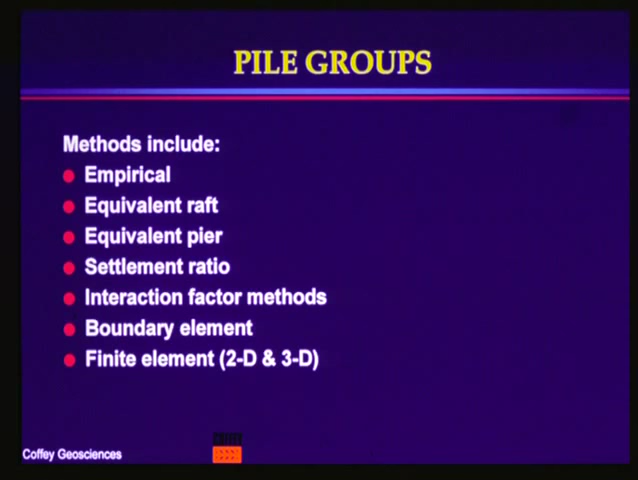 PILE GROUPS
Methods include:
Empirical
Equivalent raft
Equivalent pier
Settlement ratio
Interaction factor methods
Boundary element
Finite element (2-D & 3-D)
COFFEY
Coffey Geosciences